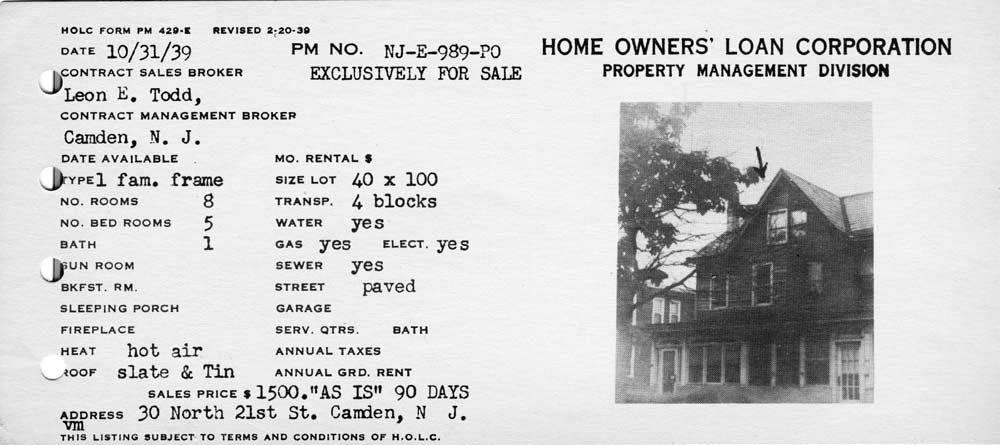 HOLC FORM PM 429-E REVISED 2-20-39
DATE 10/31/39 PM NO. NJ-E-989-PO
EXCLUSIVELY FOR SALE
CONTRACT SALES BROKER
Leon E. Todd,
CONTRACT MANAGEMENT BROKER
Camden, N. J.
DATE AVAILABLE MO. RENTAL $
TYPE 1 fam. frame SIZE LOT 40 x 100
NO. ROOMS 8 TRANSP. 4 blocks
NO. BED ROOMS 5 WATER yes
BATH 1 GAS yes ELECT. yes
SUN ROOM SEWER yes
BKFST. RM. STREET paved
SLEEPING PORCH GARAGE
FIREPLACE SERV. QTRS. BATH
HEAT hot air ANNUAL TAXES
ROOF slate & Tin ANNUAL GRD. RENT
SALES PRICE $ 1500. "AS IS" 90 DAYS
ADDRESS 30 North 21st St. Camden, N J.
vm
THIS LISTING SUBJECT TO TERMS AND CONDITIONS OF H.O.L.C.
HOME OWNERS' LOAN CORPORATION
PROPERTY MANAGEMENT DIVISION